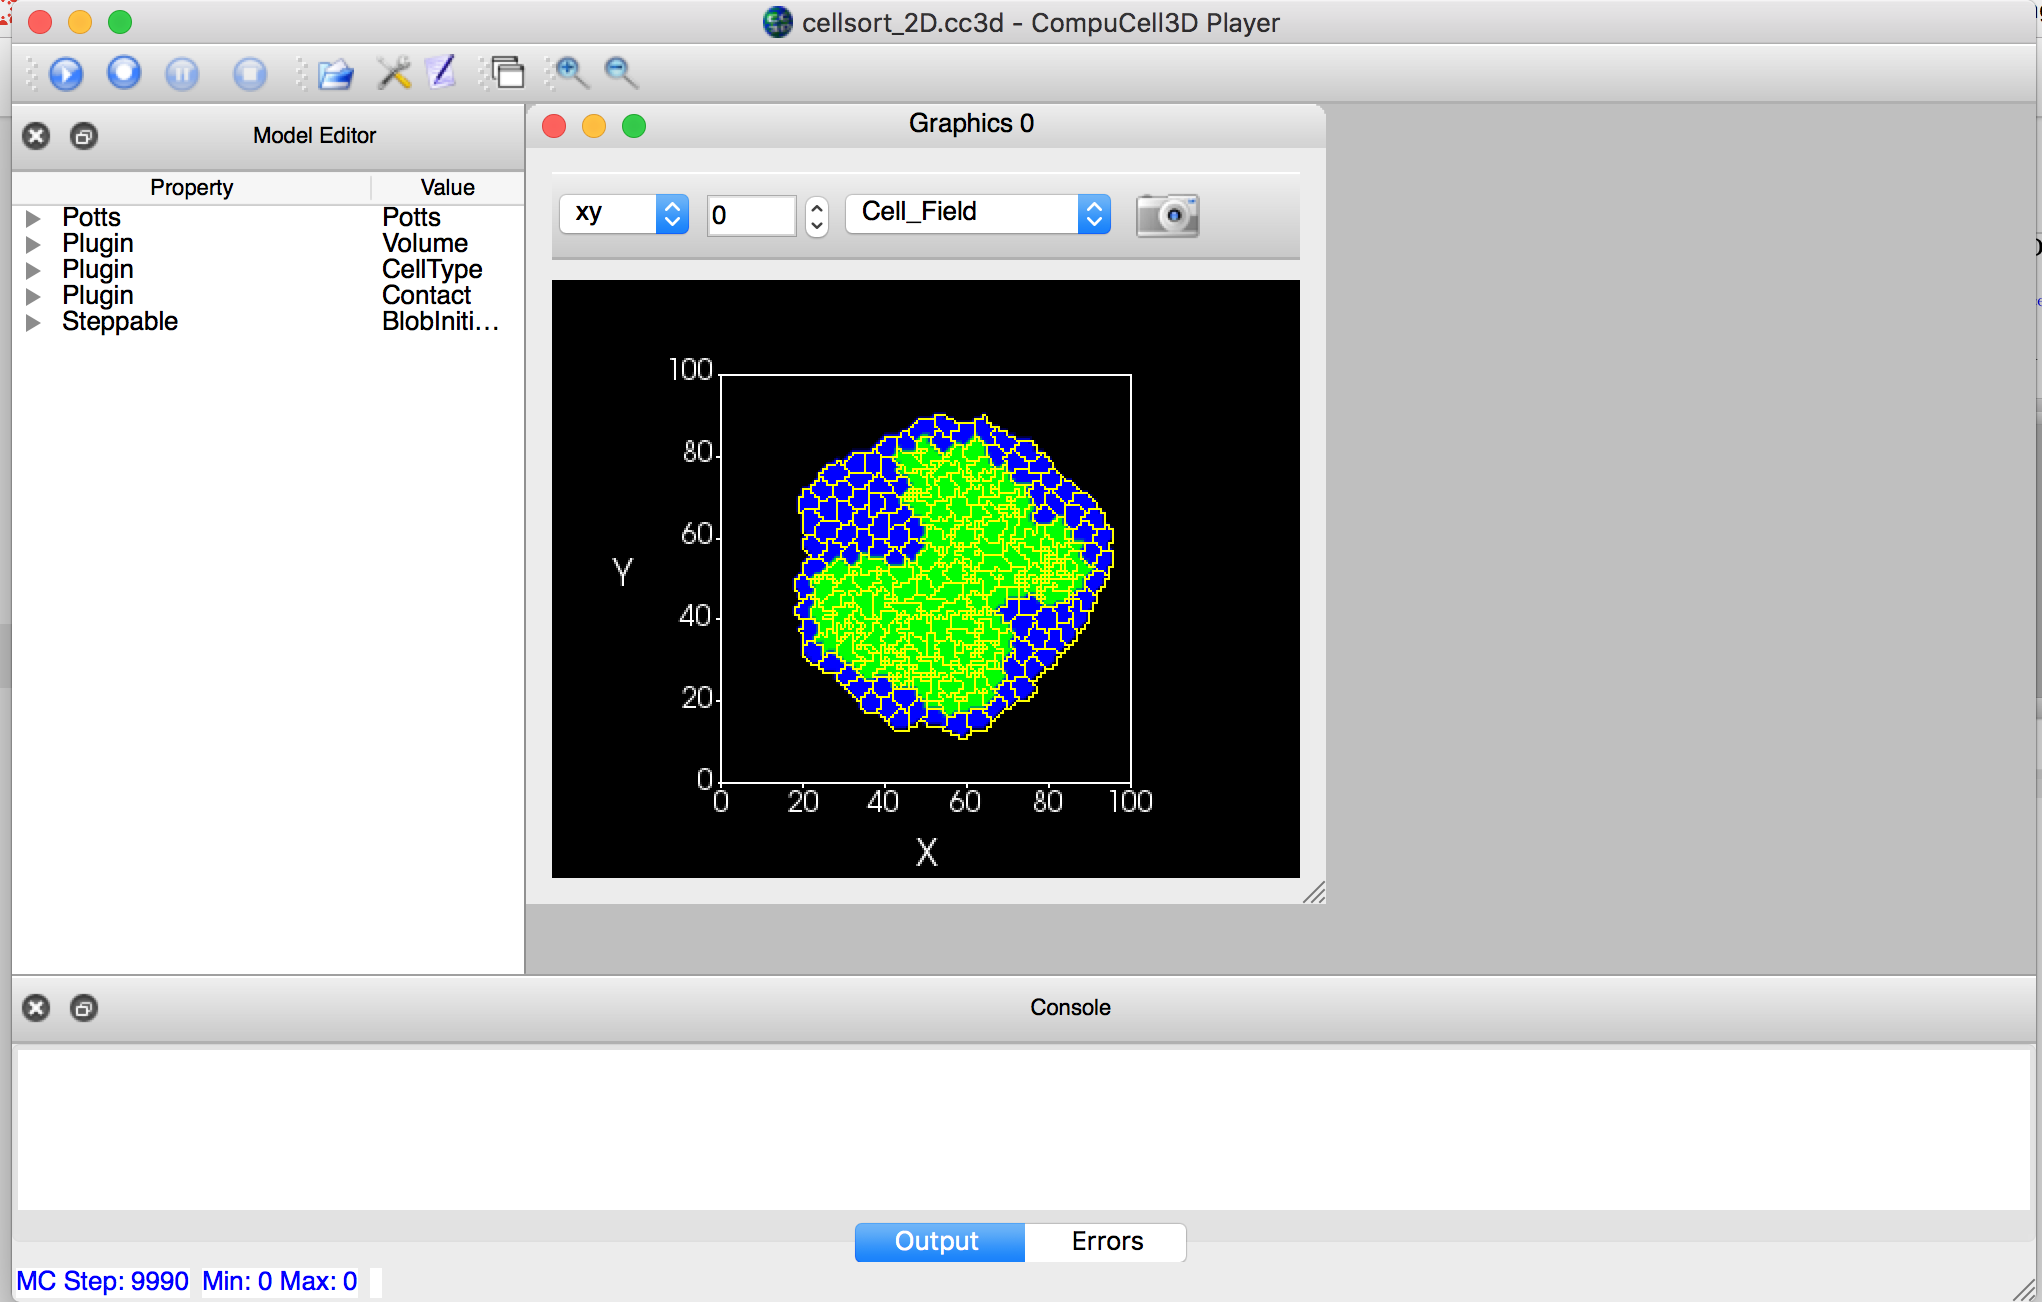 cellsort_2D.cc3d - CompuCell3D Player
Model Editor
Property Value
Potts Potts
Plugin Volume
Plugin CellType
Plugin Contact
Steppable BlobIniti...
Graphics 0
xy 0 Cell_Field
100
80
60
Y
40
20
0
0 20 40 60 80 100
X
Console
Output Errors
MC Step: 9990 Min: 0 Max: 0